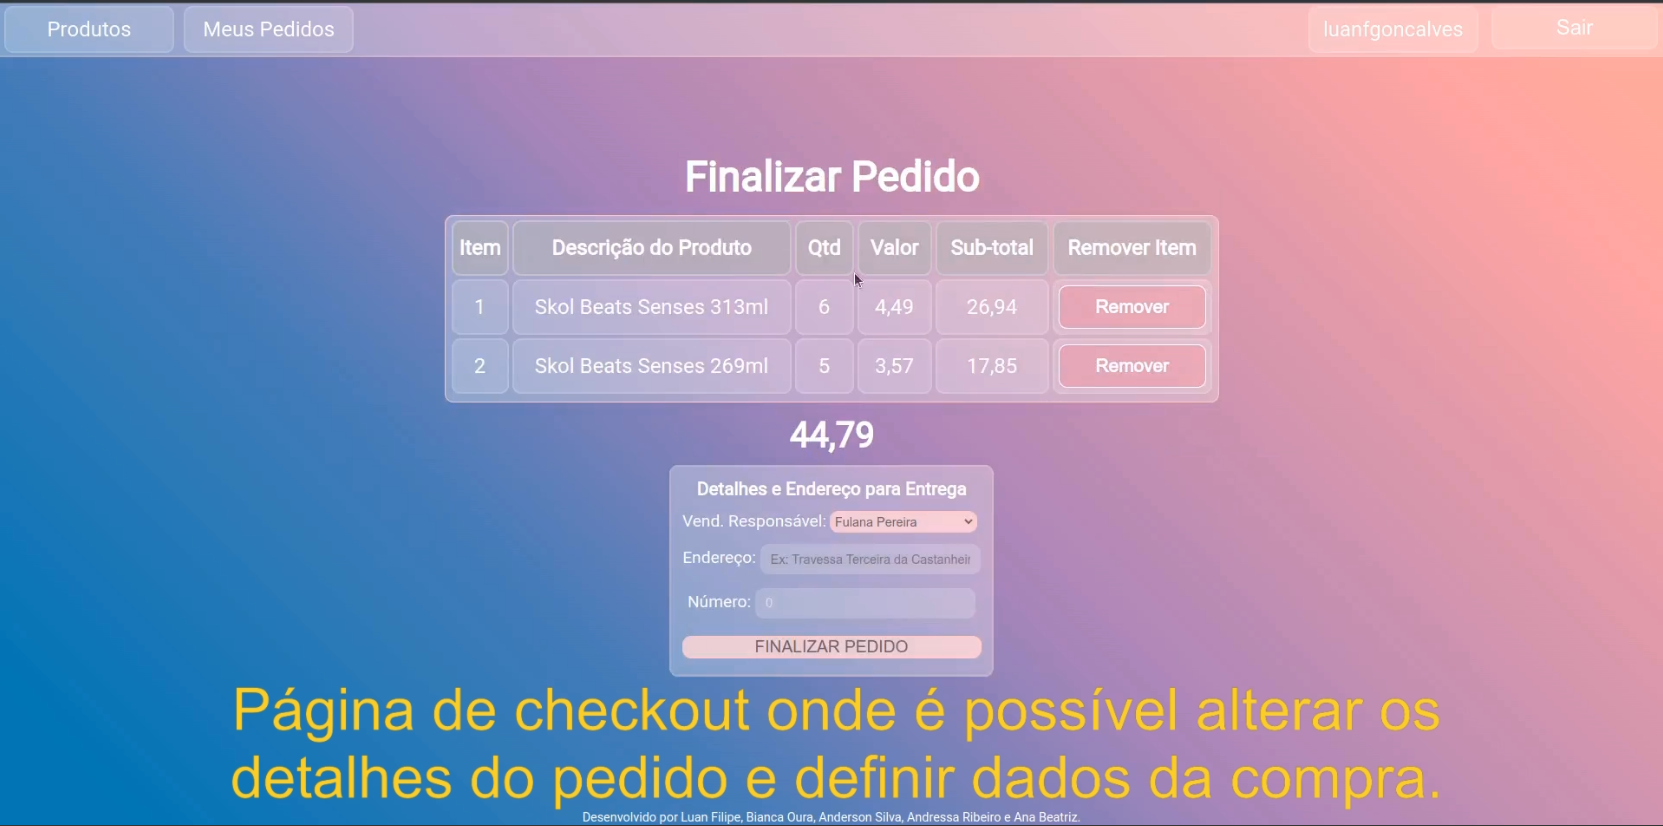 Produtos Meus Pedidos luanfgoncalves Sair
Finalizar Pedido
Item Descrição do Produto Qtd Valor Sub-total Remover Item
1 Skol Beats Senses 313ml 6 4,49 26,94 Remover
2 Skol Beats Senses 269ml 5 3,57 17,85 Remover
44,79
Detalhes e Endereço para Entrega
Vend. Responsável: Fulana Pereira
Endereço: Ex: Travessa Terceira da Castanheir
Número: 0
FINALIZAR PEDIDO
Página de checkout onde é possível alterar os
detalhes do pedido e definir dados da compra.
Desenvolvido por Luan Filipe, Bianca Oura, Anderson Silva, Andressa Ribeiro e Ana Beatriz.